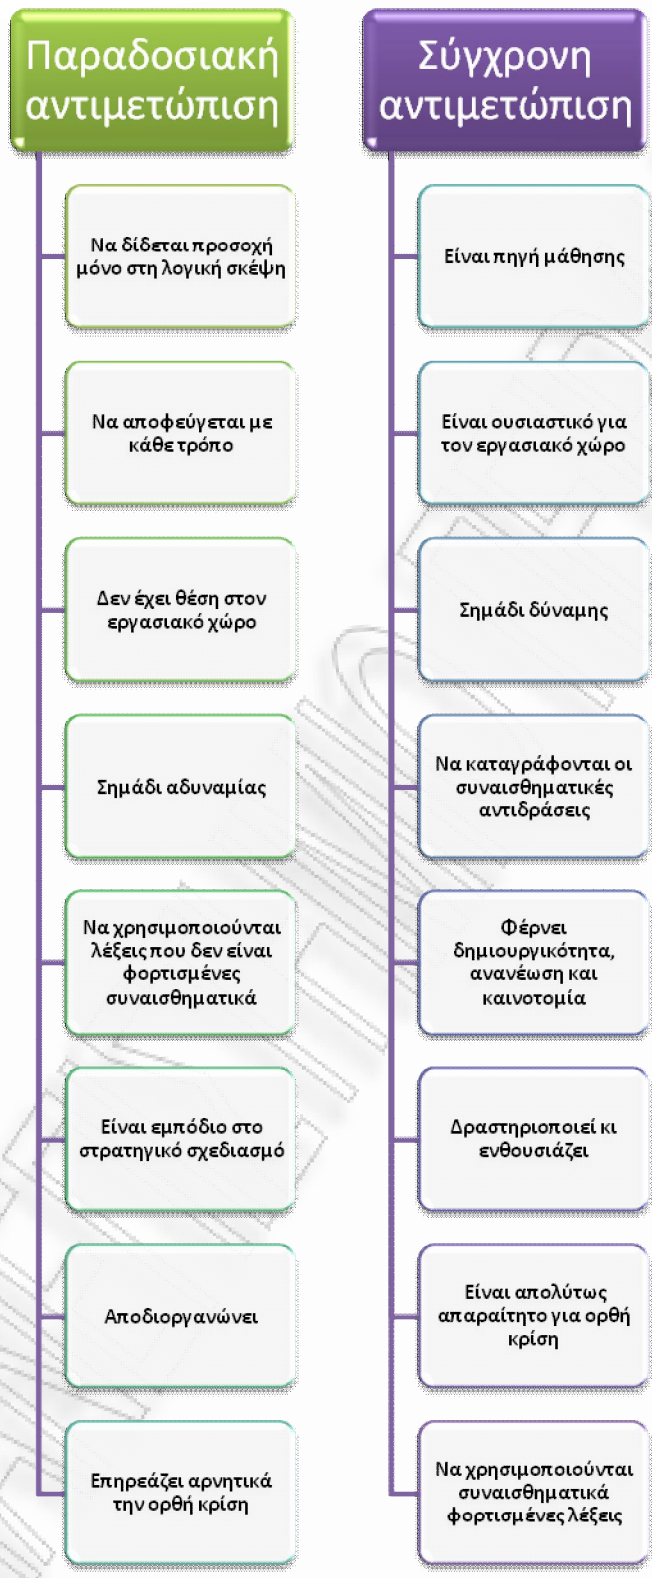 Παραδοσιακή
αντιμετώπιση
Να δίδεται προσοχή
μόνο στη λογική σκέψη
Να αποφεύγεται με
κάθε τρόπο
Δεν έχει θέση στον
εργασιακό χώρο
Σημάδι αδυναμίας
Να χρησιμοποιούνται
λέξεις που δεν είναι
φορτισμένες
συναισθηματικά
Είναι εμπόδιο στο
στρατηγικό σχεδιασμό
Αποδιοργανώνει
Επηρεάζει αρνητικά
την ορθή κρίση
Σύγχρονη
αντιμετώπιση
Είναι πηγή μάθησης
Είναι ουσιαστικό για
τον εργασιακό χώρο
Σημάδι δύναμης
Να καταγράφονται οι
συναισθηματικές
αντιδράσεις
Φέρνει
δημιουργικότητα,
ανανέωση και
καινοτομία
Δραστηριοποιεί κι
ενθουσιάζει
Είναι απολύτως
απαραίτητο για ορθή
κρίση
Να χρησιμοποιούνται
συναισθηματικά
φορτισμένες λέξεις